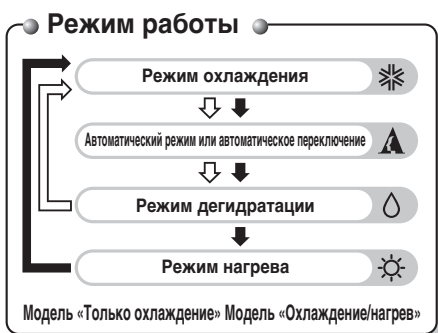 Режим работы
Режим охлаждения
Автоматический режим или автоматическое переключение
Режим дегидратации
Режим нагрева
Модель «Только охлаждение» Модель «Охлаждение/нагрев»